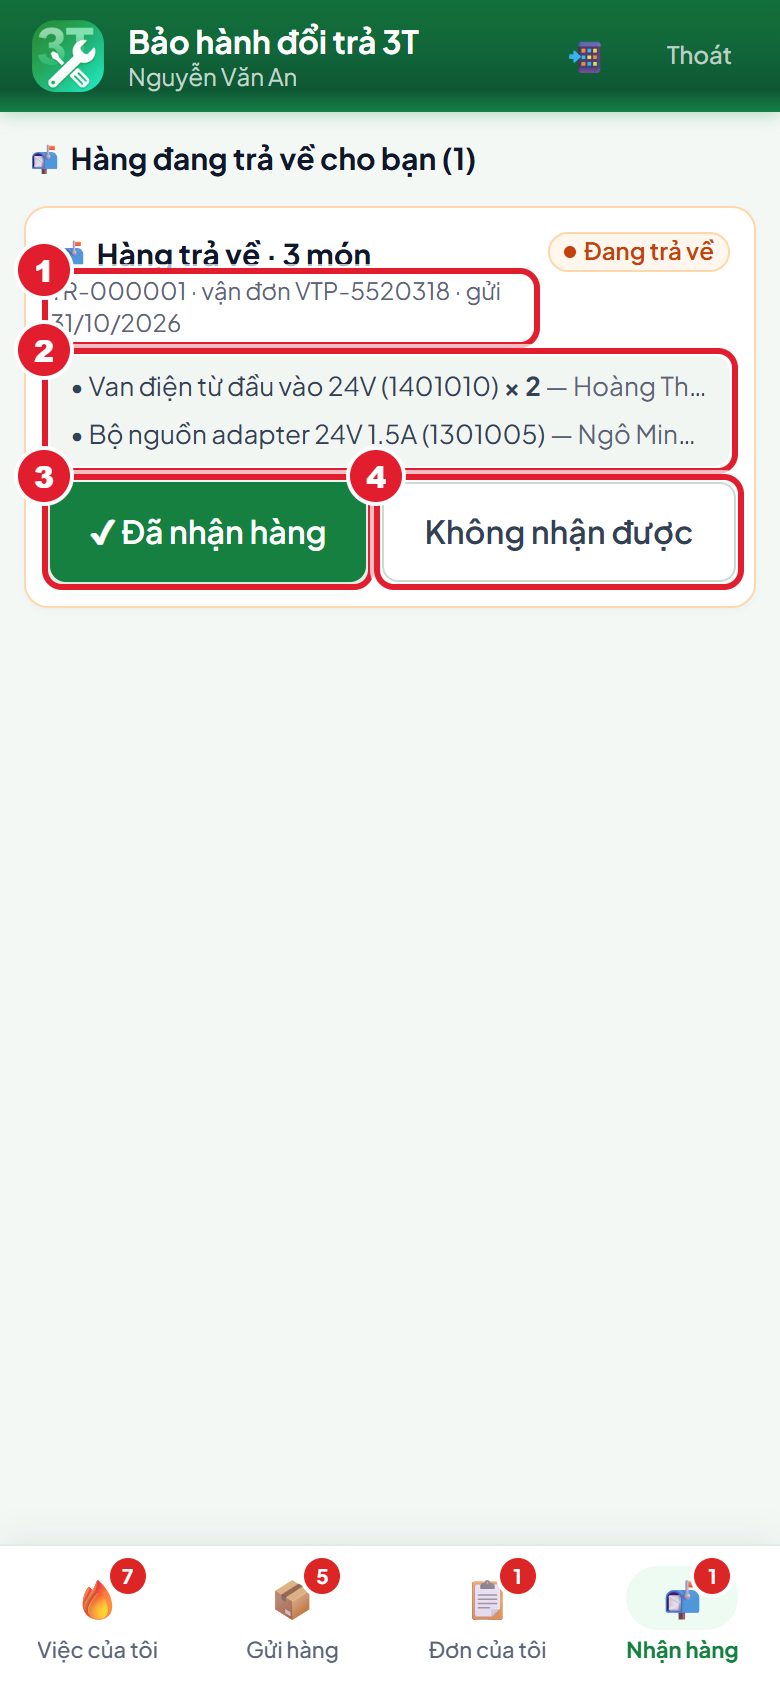 3T
Bảo hành đổi trả 3T
Nguyễn Văn An
Thoát
Hàng đang trả về cho bạn (1)
Hàng trả về · 3 món
Đang trả về
1
R-000001 · vận đơn VTP-5520318 · gửi
31/10/2026
2
• Van điện từ đầu vào 24V (1401010) × 2 — Hoàng Th...
• Bộ nguồn adapter 24V 1.5A (1301005) — Ngô Min...
3
4
✓ Đã nhận hàng
Không nhận được
7
5
1
1
Việc của tôi
Gửi hàng
Đơn của tôi
Nhận hàng